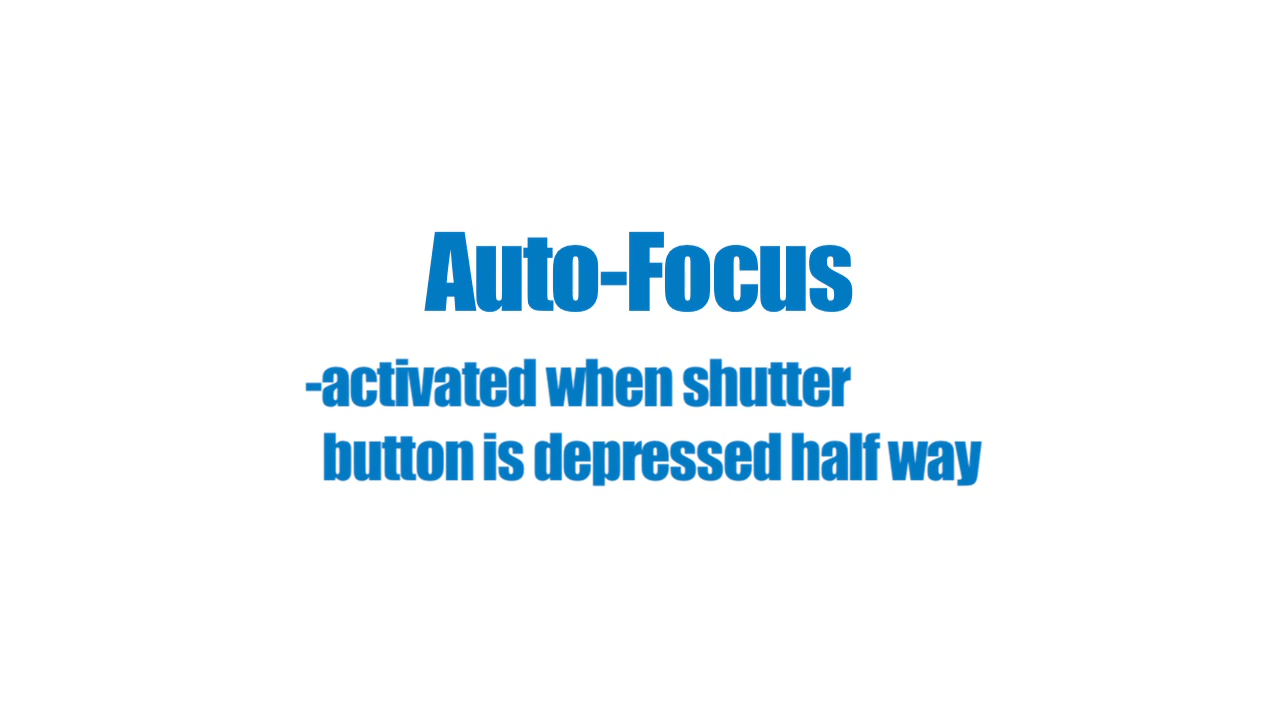 Auto-Focus
-activated when shutter
button is depressed half way